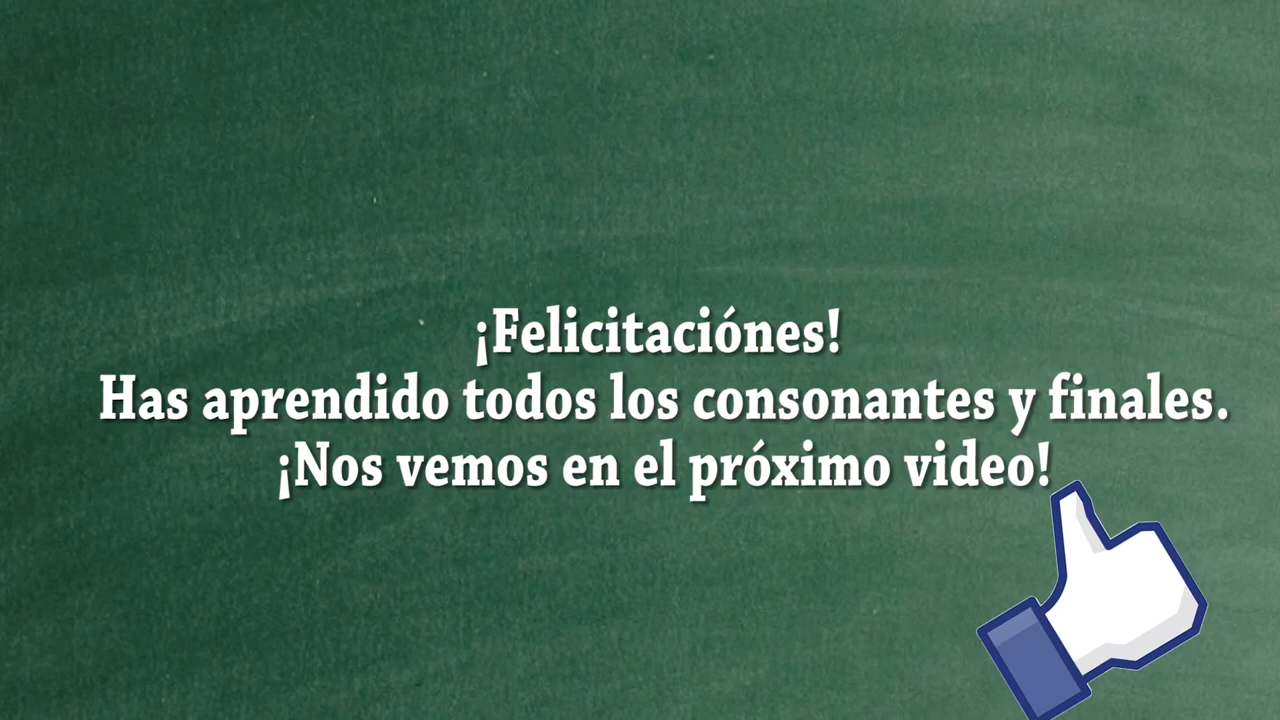 ¡Felicitaciónes!
Has aprendido todos los consonantes y finales.
¡Nos vemos en el próximo video!